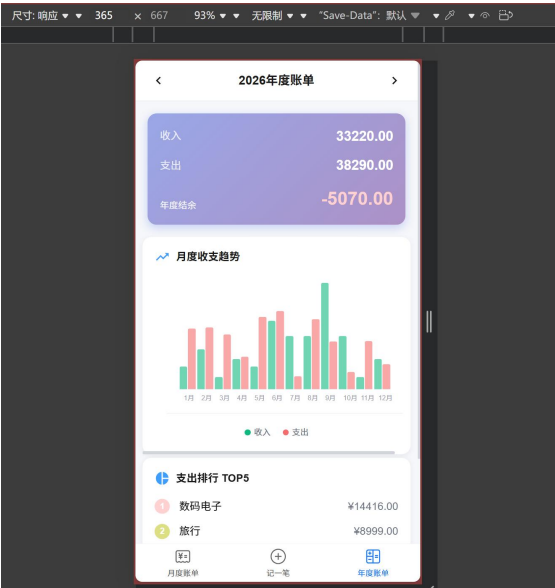 尺寸: 响应 365 × 667 93% 无限制 "Save-Data": 默认
2026年度账单
收入 33220.00
支出 38290.00
年度结余 -5070.00
月度收支趋势
1月 2月 3月 4月 5月 6月 7月 8月 9月 10月 11月 12月
收入 支出
支出排行 TOP5
1 数码电子 ¥14416.00
2 旅行 ¥8999.00
月度账单 记一笔 年度账单